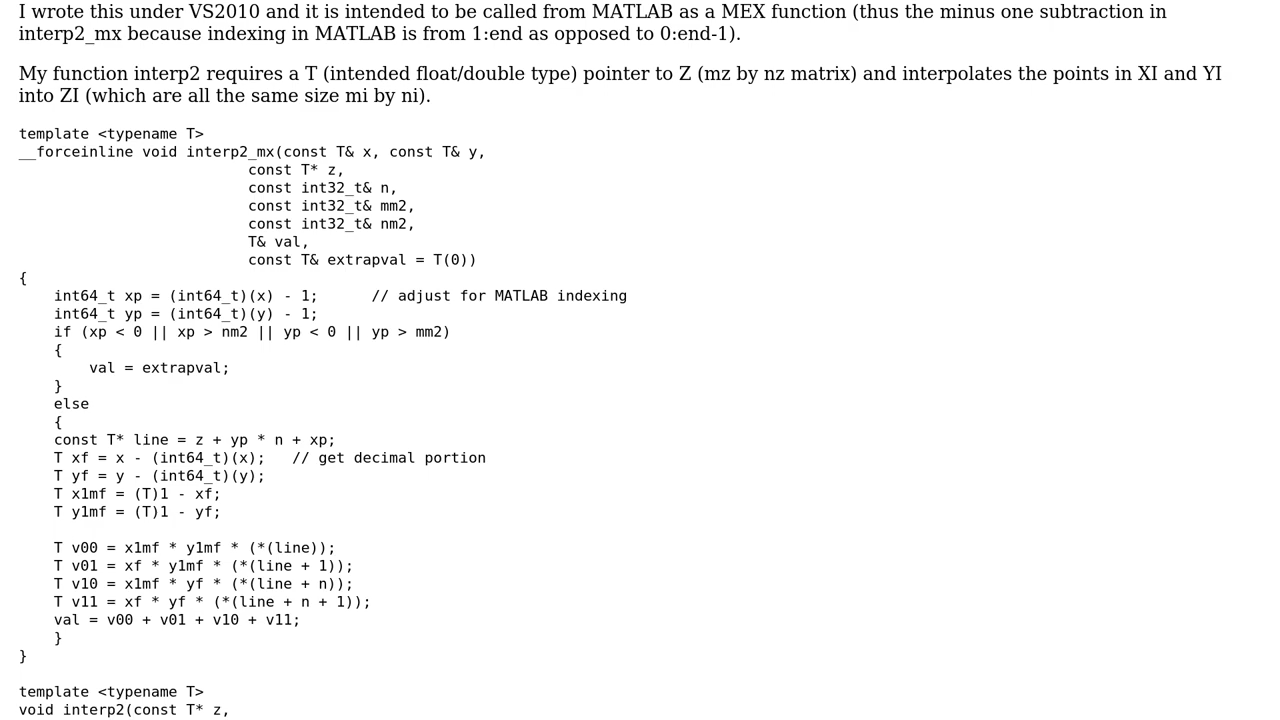 I wrote this under VS2010 and it is intended to be called from MATLAB as a MEX function (thus the minus one subtraction in
interp2_mx because indexing in MATLAB is from 1:end as opposed to 0:end-1).
My function interp2 requires a T (intended float/double type) pointer to Z (mz by nz matrix) and interpolates the points in XI and YI
into ZI (which are all the same size mi by ni).
template <typename T>
__forceinline void interp2_mx(const T& x, const T& y,
                          const T* z,
                          const int32_t& n,
                          const int32_t& mm2,
                          const int32_t& nm2,
                          T& val,
                          const T& extrapval = T(0))
{
    int64_t xp = (int64_t)(x) - 1;      // adjust for MATLAB indexing
    int64_t yp = (int64_t)(y) - 1;
    if (xp < 0 || xp > nm2 || yp < 0 || yp > mm2)
    {
        val = extrapval;
    }
    else
    {
    const T* line = z + yp * n + xp;
    T xf = x - (int64_t)(x);   // get decimal portion
    T yf = y - (int64_t)(y);
    T x1mf = (T)1 - xf;
    T y1mf = (T)1 - yf;

    T v00 = x1mf * y1mf * (*(line));
    T v01 = xf * y1mf * (*(line + 1));
    T v10 = x1mf * yf * (*(line + n));
    T v11 = xf * yf * (*(line + n + 1));
    val = v00 + v01 + v10 + v11;
    }
}

template <typename T>
void interp2(const T* z,